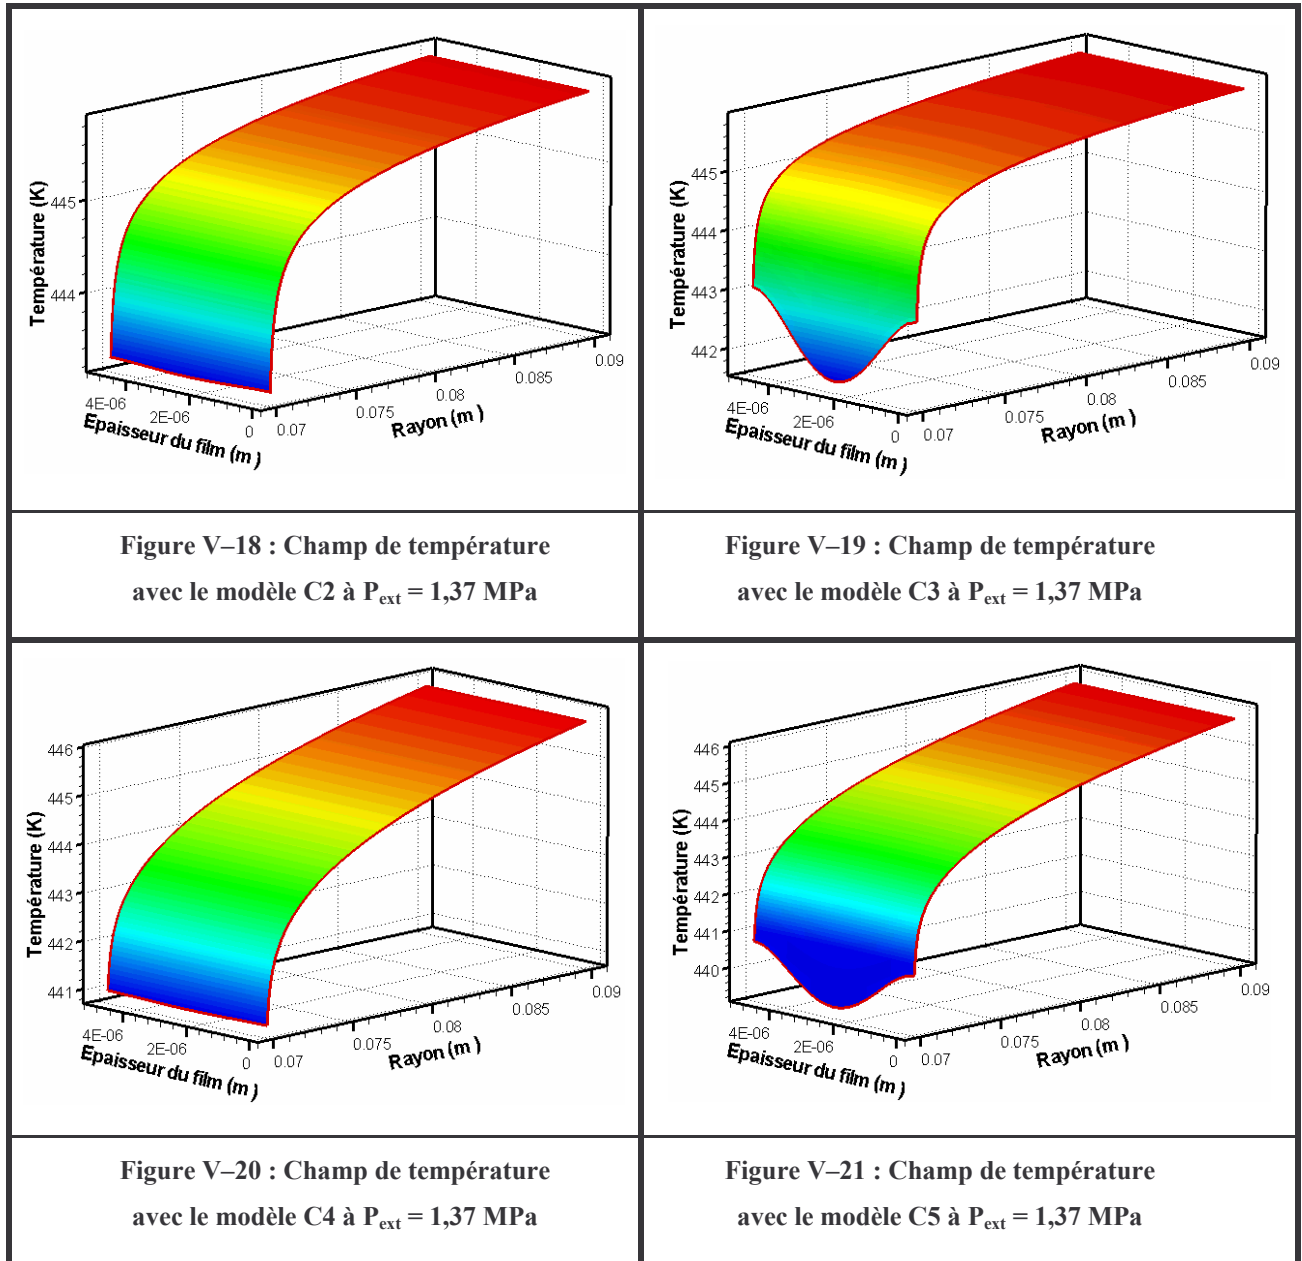 Température (K)
445
444
4E-06
2E-06
0
Epaisseur du film (m )
0.07
0.075
0.08
0.085
0.09
Rayon (m )
Température (K)
445
444
443
442
4E-06
2E-06
0
Epaisseur du film (m )
0.07
0.075
0.08
0.085
0.09
Rayon (m )
Figure V–18 : Champ de température
avec le modèle C2 à Pext = 1,37 MPa
Figure V–19 : Champ de température
avec le modèle C3 à Pext = 1,37 MPa
Température (K)
446
445
444
443
442
441
4E-06
2E-06
0
Epaisseur du film (m )
0.07
0.075
0.08
0.085
0.09
Rayon (m )
Température (K)
446
445
444
443
442
441
440
4E-06
2E-06
0
Epaisseur du film (m )
0.07
0.075
0.08
0.085
0.09
Rayon (m )
Figure V–20 : Champ de température
avec le modèle C4 à Pext = 1,37 MPa
Figure V–21 : Champ de température
avec le modèle C5 à Pext = 1,37 MPa